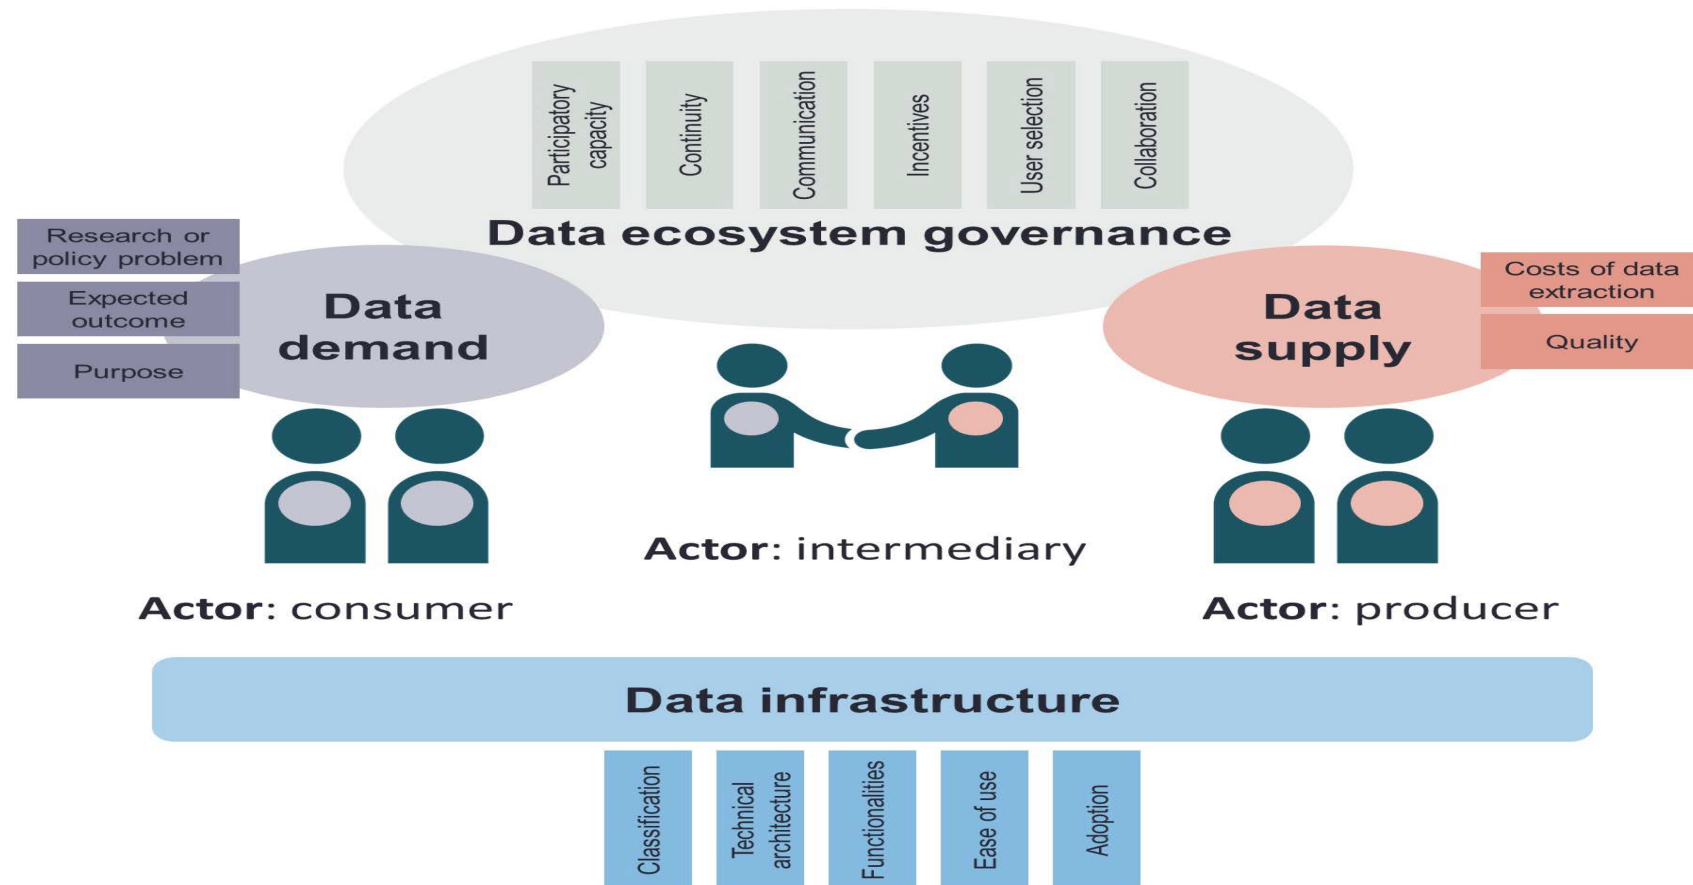 Participatory
capacity
Continuity
Communication
Incentives
User selection
Collaboration
Data ecosystem governance
Research or
policy problem
Expected
outcome
Purpose
Data
demand
Data
supply
Costs of data
extraction
Quality
Actor: intermediary
Actor: consumer
Actor: producer
Data infrastructure
Classification
Technical
architecture
Functionalities
Ease of use
Adoption